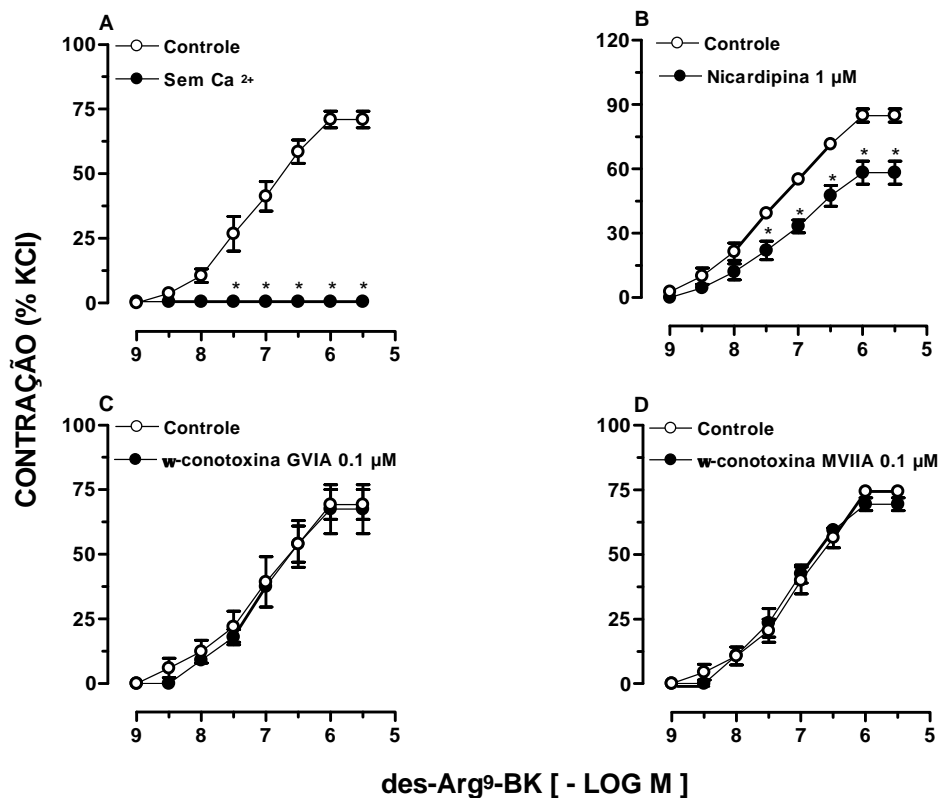 A
Controle
Sem Ca 2+
100
75
50
25
0
9 8 7 6 5
* * * * *
B
Controle
Nicardipina 1 µM
120
90
60
30
0
9 8 7 6 5
* * * * *
CONTRAÇÃO (% KCl)
C
Controle
w-conotoxina GVIA 0.1 µM
100
75
50
25
0
9 8 7 6 5
D
Controle
w-conotoxina MVIIA 0.1 µM
100
75
50
25
0
9 8 7 6 5
des-Arg⁹-BK [ - LOG M ]